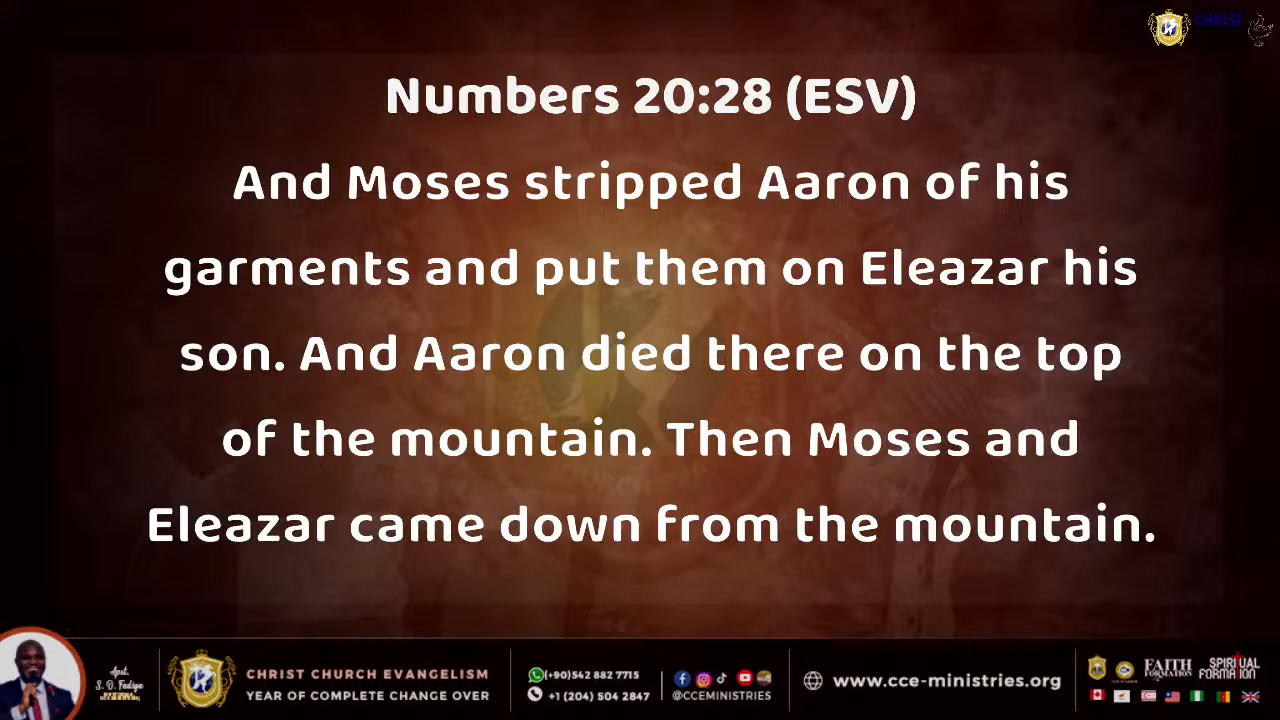 CHRIST
Numbers 20:28 (ESV)
And Moses stripped Aaron of his
garments and put them on Eleazar his
son. And Aaron died there on the top
of the mountain. Then Moses and
Eleazar came down from the mountain.
CHRIST CHURCH EVANGELISM
YEAR OF COMPLETE CHANGE OVER
(+90)542 882 7715
+1 (204) 504 2847
@CCEMINISTRIES
www.cce-ministries.org
FAITH
FORMATION
SPIRITUAL
FORMATION